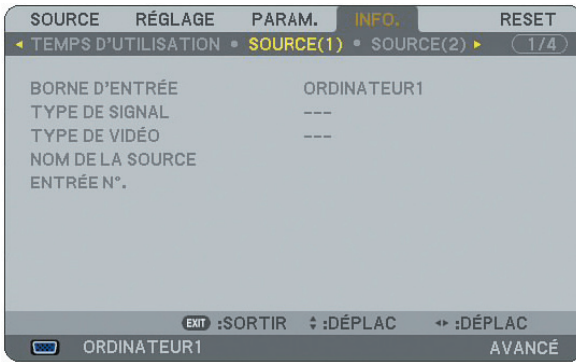 SOURCE RÉGLAGE PARAM. INFO. RESET
TEMPS D'UTILISATION • SOURCE(1) • SOURCE(2) 1/4
BORNE D'ENTRÉE ORDINATEUR1
TYPE DE SIGNAL ---
TYPE DE VIDÉO ---
NOM DE LA SOURCE
ENTRÉE N°.
EXIT :SORTIR :DÉPLAC :DÉPLAC
ORDINATEUR1 AVANCÉ